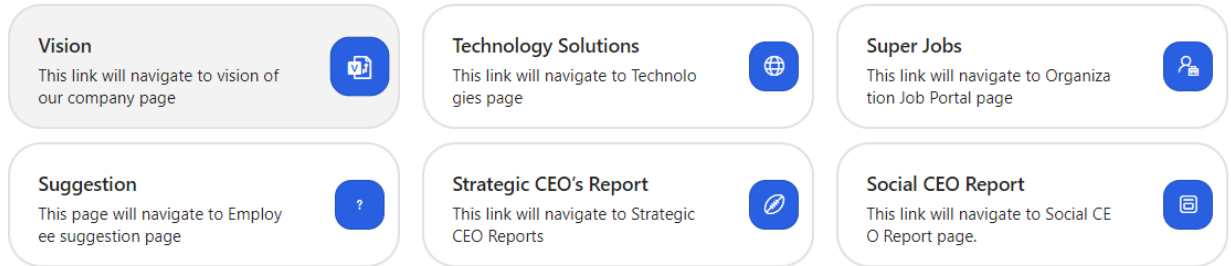 Vision
This link will navigate to vision of
our company page
Technology Solutions
This link will navigate to Technolo
gies page
Super Jobs
This link will navigate to Organiza
tion Job Portal page
Suggestion
This page will navigate to Employ
ee suggestion page
?
Strategic CEO’s Report
This link will navigate to Strategic
CEO Reports
Social CEO Report
This link will navigate to Social CE
O Report page.